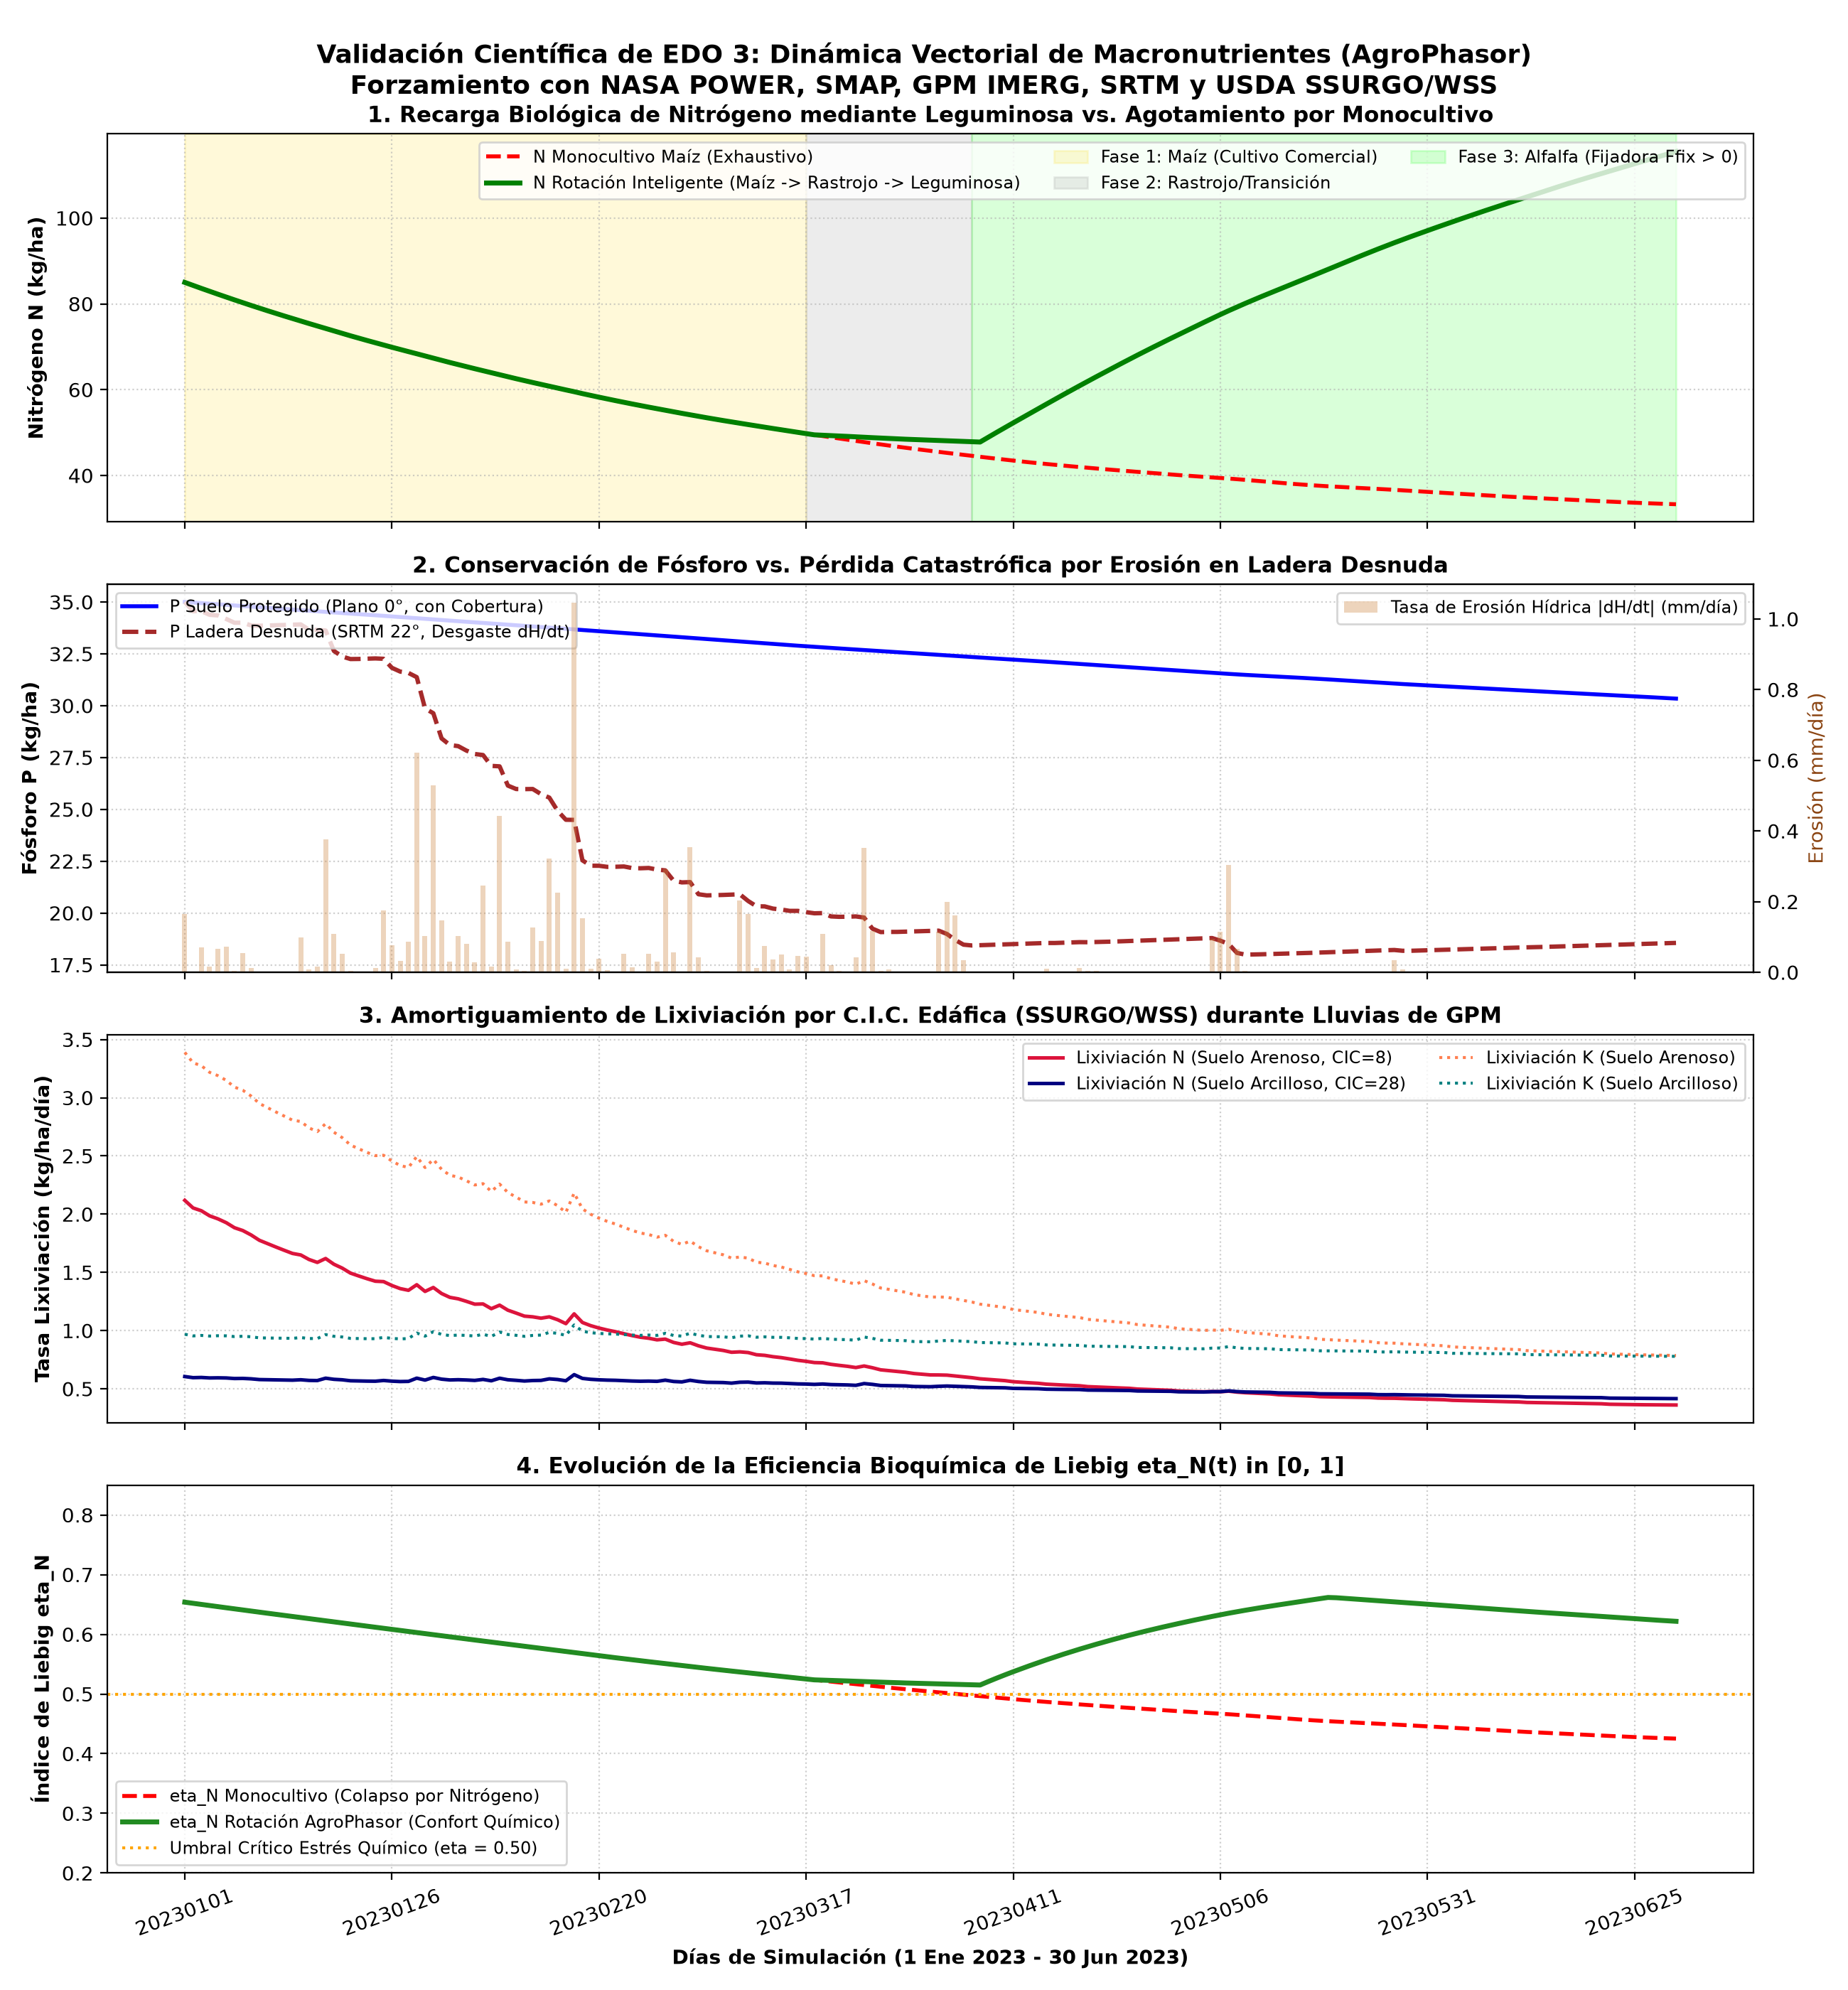 Validación Científica de EDO 3: Dinámica Vectorial de Macronutrientes (AgroPhasor)
Forzamiento con NASA POWER, SMAP, GPM IMERG, SRTM y USDA SSURGO/WSS
1. Recarga Biológica de Nitrógeno mediante Leguminosa vs. Agotamiento por Monocultivo
N Monocultivo Maíz (Exhaustivo)
N Rotación Inteligente (Maíz -> Rastrojo -> Leguminosa)
Fase 1: Maíz (Cultivo Comercial)
Fase 2: Rastrojo/Transición
Fase 3: Alfalfa (Fijadora Ffix > 0)
Nitrógeno N (kg/ha)
100
80
60
40
2. Conservación de Fósforo vs. Pérdida Catastrófica por Erosión en Ladera Desnuda
P Suelo Protegido (Plano 0°, con Cobertura)
P Ladera Desnuda (SRTM 22°, Desgaste dH/dt)
Tasa de Erosión Hídrica |dH/dt| (mm/día)
Fósforo P (kg/ha)
35.0
32.5
30.0
27.5
25.0
22.5
20.0
17.5
1.0
0.8
0.6
0.4
0.2
0.0
Erosión (mm/día)
3. Amortiguamiento de Lixiviación por C.I.C. Edáfica (SSURGO/WSS) durante Lluvias de GPM
Lixiviación N (Suelo Arenoso, CIC=8)
Lixiviación N (Suelo Arcilloso, CIC=28)
Lixiviación K (Suelo Arenoso)
Lixiviación K (Suelo Arcilloso)
Tasa Lixiviación (kg/ha/día)
3.5
3.0
2.5
2.0
1.5
1.0
0.5
4. Evolución de la Eficiencia Bioquímica de Liebig eta_N(t) in [0, 1]
Índice de Liebig eta_N
0.8
0.7
0.6
0.5
0.4
0.3
0.2
eta_N Monocultivo (Colapso por Nitrógeno)
eta_N Rotación AgroPhasor (Confort Químico)
Umbral Crítico Estrés Químico (eta = 0.50)
20230101
20230126
20230220
20230317
20230411
20230506
20230531
20230625
Días de Simulación (1 Ene 2023 - 30 Jun 2023)